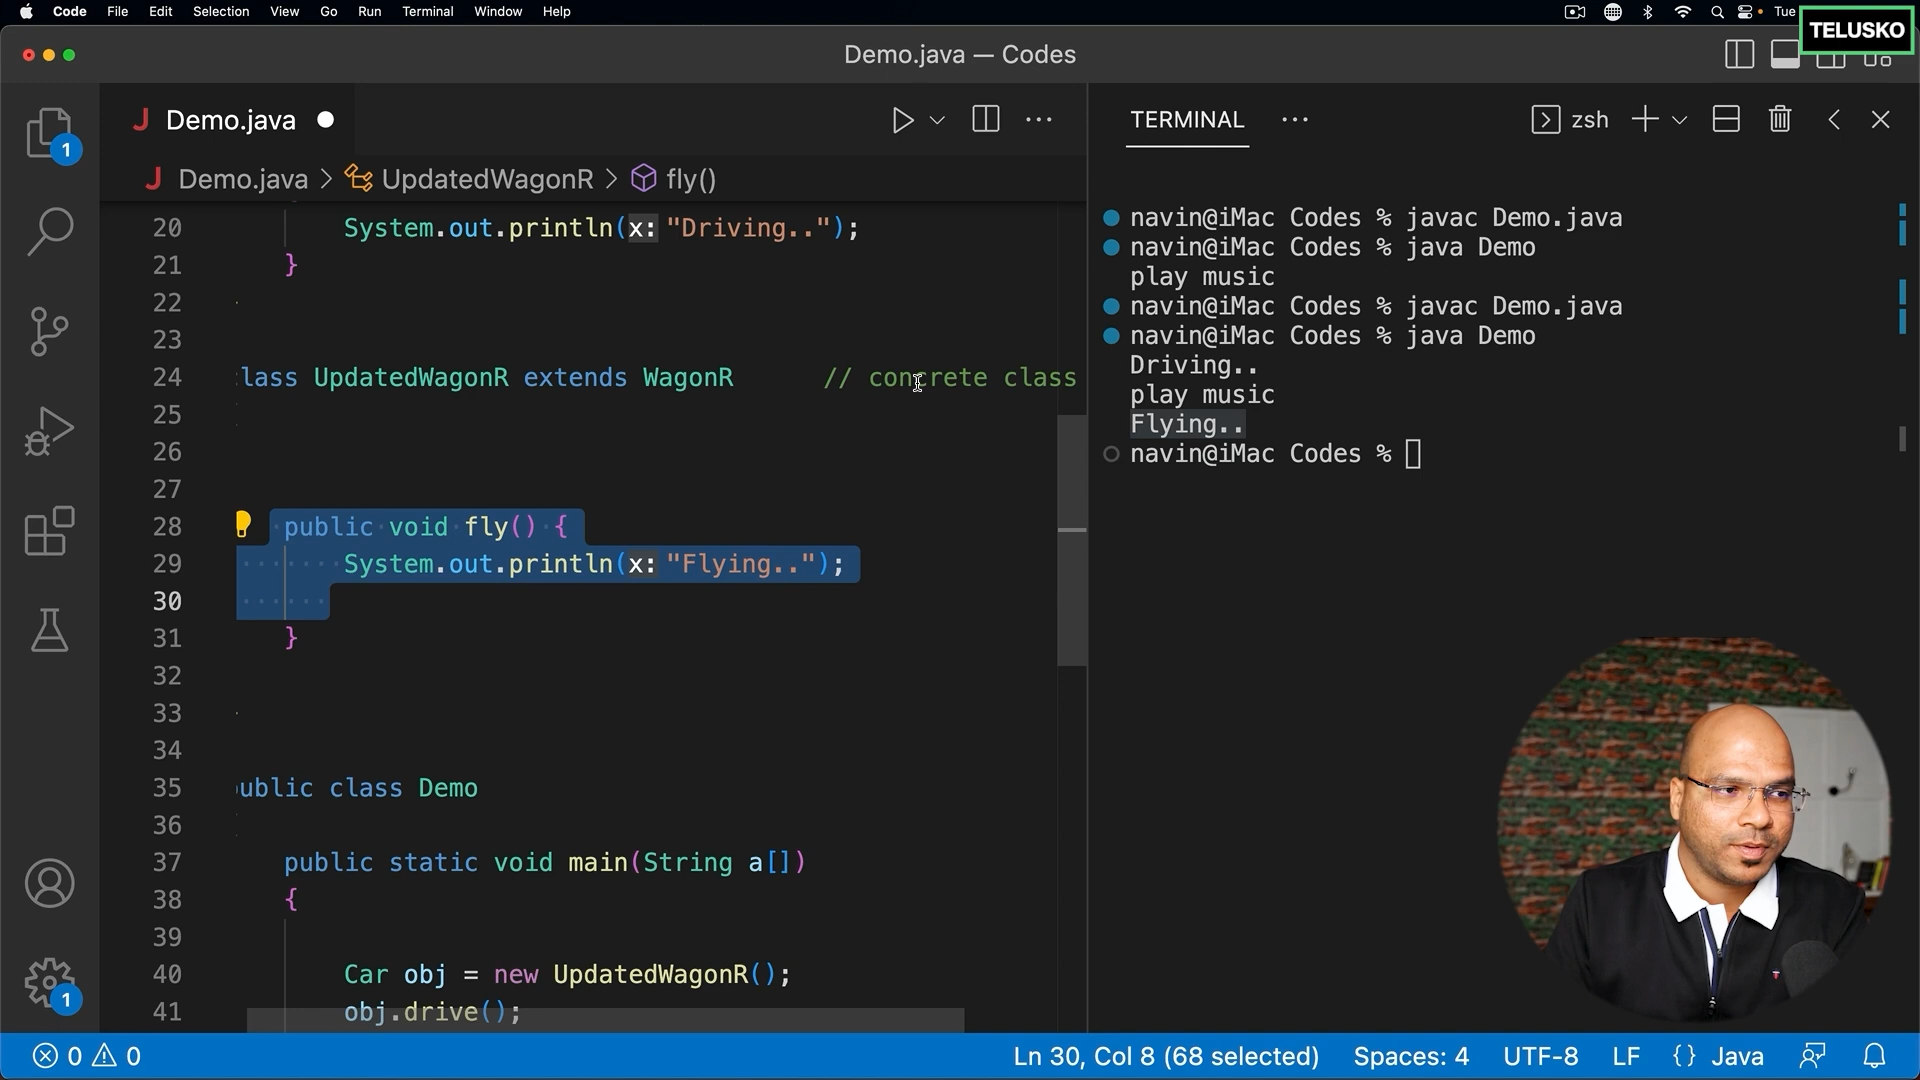 Code File Edit Selection View Go Run Terminal Window Help Tue
TELUSKO
Demo.java — Codes
Demo.java
Demo.java > UpdatedWagonR > fly()
20 System.out.println(x: "Driving..");
21 }
22
23
24 lass UpdatedWagonR extends WagonR // concrete class
25
26
27
28 public void fly() {
29 System.out.println(x: "Flying..");
30
31 }
32
33
34
35 ublic class Demo
36
37 public static void main(String a[])
38 {
39
40 Car obj = new UpdatedWagonR();
41 obj.drive();
1
1
TERMINAL ··· zsh
navin@iMac Codes % javac Demo.java
navin@iMac Codes % java Demo
play music
navin@iMac Codes % javac Demo.java
navin@iMac Codes % java Demo
Driving..
play music
Flying..
navin@iMac Codes %
0 0 Ln 30, Col 8 (68 selected) Spaces: 4 UTF-8 LF {} Java